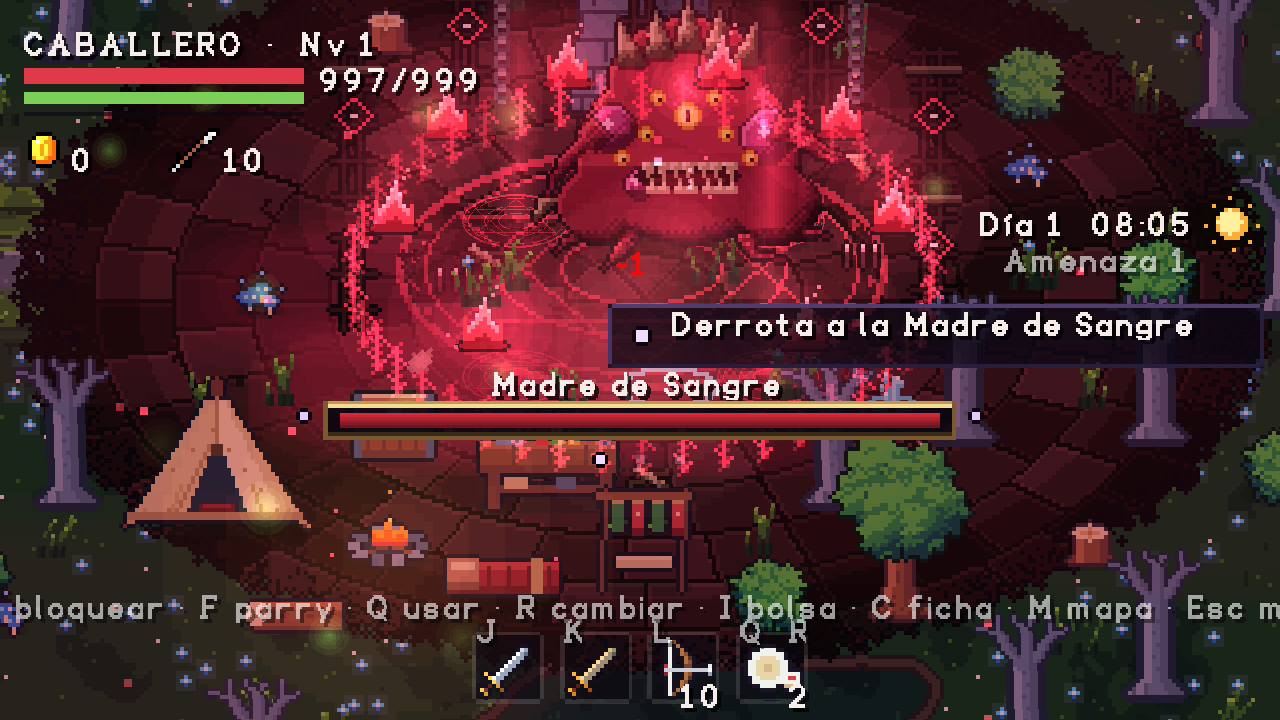 CABALLERO · Nv 1
997/999
0
10
Día 1 08:05
Amenaza 1
-1
Derrota a la Madre de Sangre
Madre de Sangre
bloquear · F parry · Q usar · R cambiar · I bolsa · C ficha · M mapa · Esc m
J
K
L
Q R
10
2